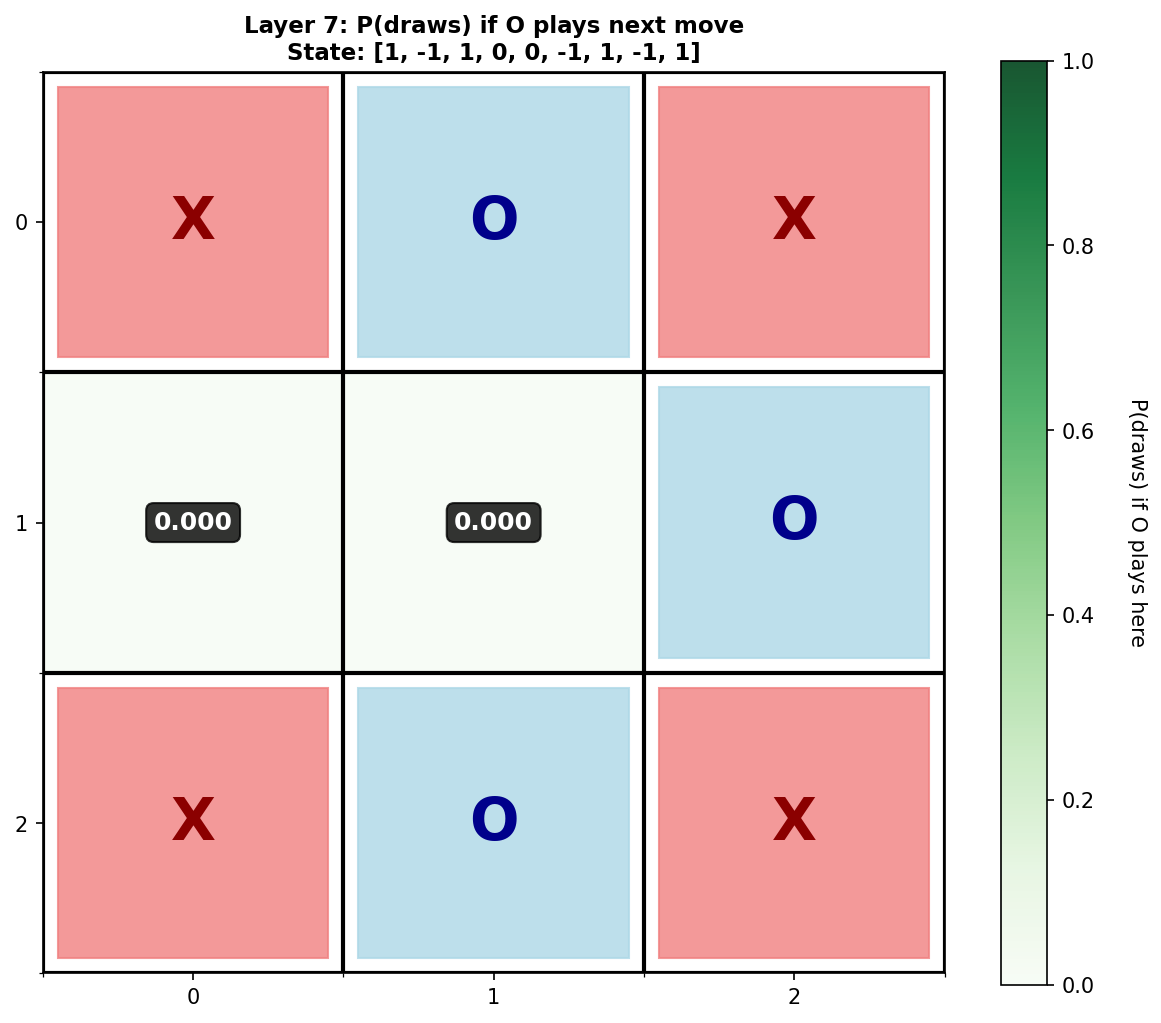 Layer 7: P(draws) if O plays next move
State: [1, -1, 1, 0, 0, -1, 1, -1, 1]
X O X
0.000 0.000 O
X O X
0
1
2
0 1 2
1.0
0.8
0.6
0.4
0.2
0.0
P(draws) if O plays here